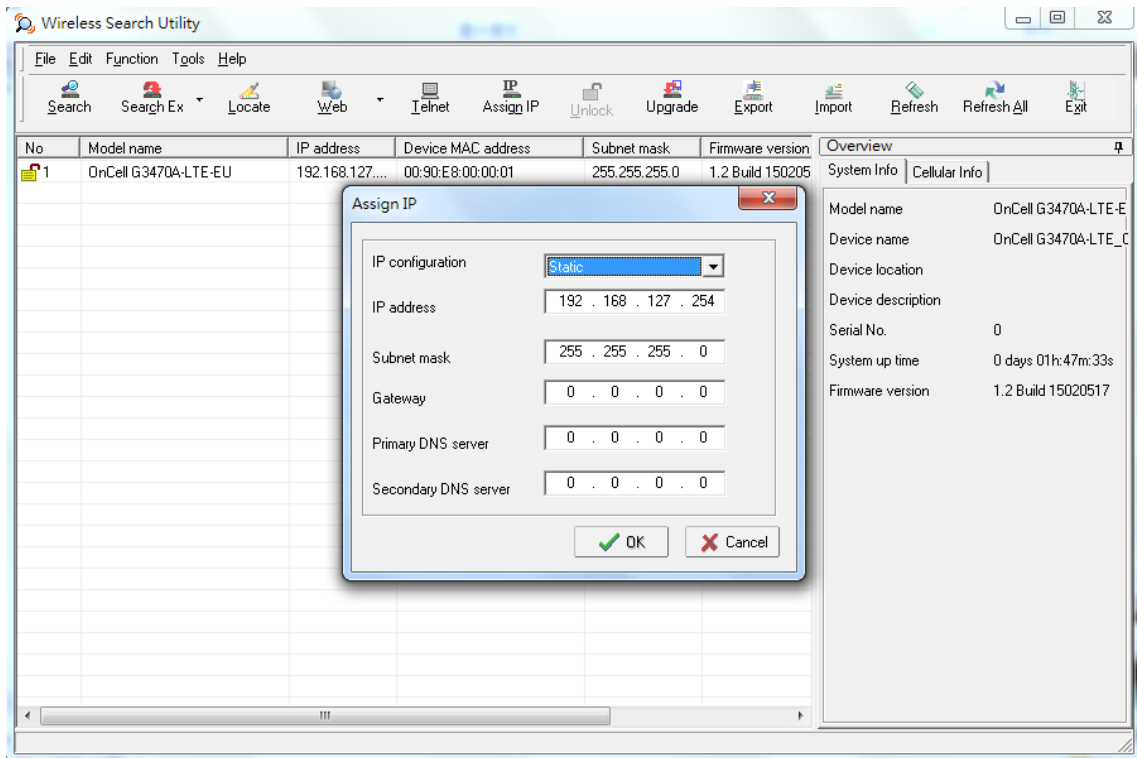 Wireless Search Utility
File Edit Function Tools Help
Search Search Ex Locate Web Telnet Assign IP Unlock Upgrade Export Import Refresh Refresh All Exit
No Model name IP address Device MAC address Subnet mask Firmware version
1 OnCell G3470A-LTE-EU 192.168.127.... 00:90:E8:00:00:01 255.255.255.0 1.2 Build 150205
Assign IP
IP configuration Static
IP address 192 . 168 . 127 . 254
Subnet mask 255 . 255 . 255 . 0
Gateway 0 . 0 . 0 . 0
Primary DNS server 0 . 0 . 0 . 0
Secondary DNS server 0 . 0 . 0 . 0
OK Cancel
Overview
System Info Cellular Info
Model name OnCell G3470A-LTE-E
Device name OnCell G3470A-LTE_
Device location
Device description
Serial No. 0
System up time 0 days 01h:47m:33s
Firmware version 1.2 Build 15020517